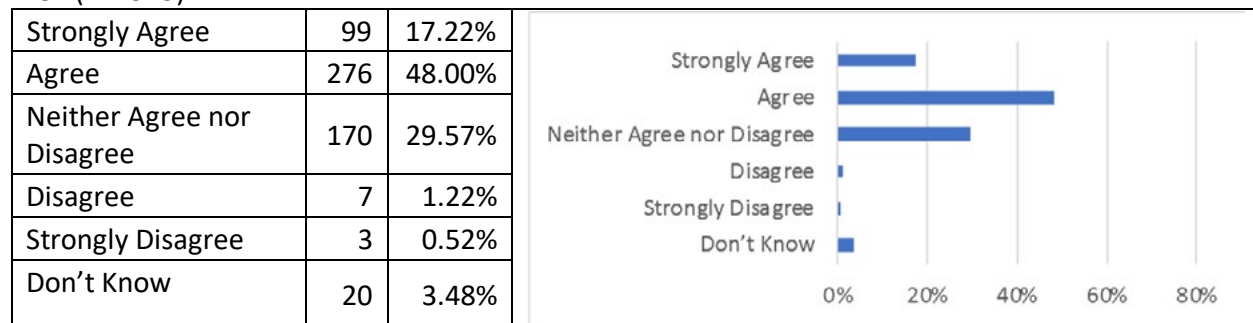 Strongly Agree 99 17.22%
Agree 276 48.00%
Neither Agree nor
Disagree 170 29.57%
Disagree 7 1.22%
Strongly Disagree 3 0.52%
Don't Know 20 3.48%
Strongly Agree
Agree
Neither Agree nor Disagree
Disagree
Strongly Disagree
Don't Know
0% 20% 40% 60% 80%